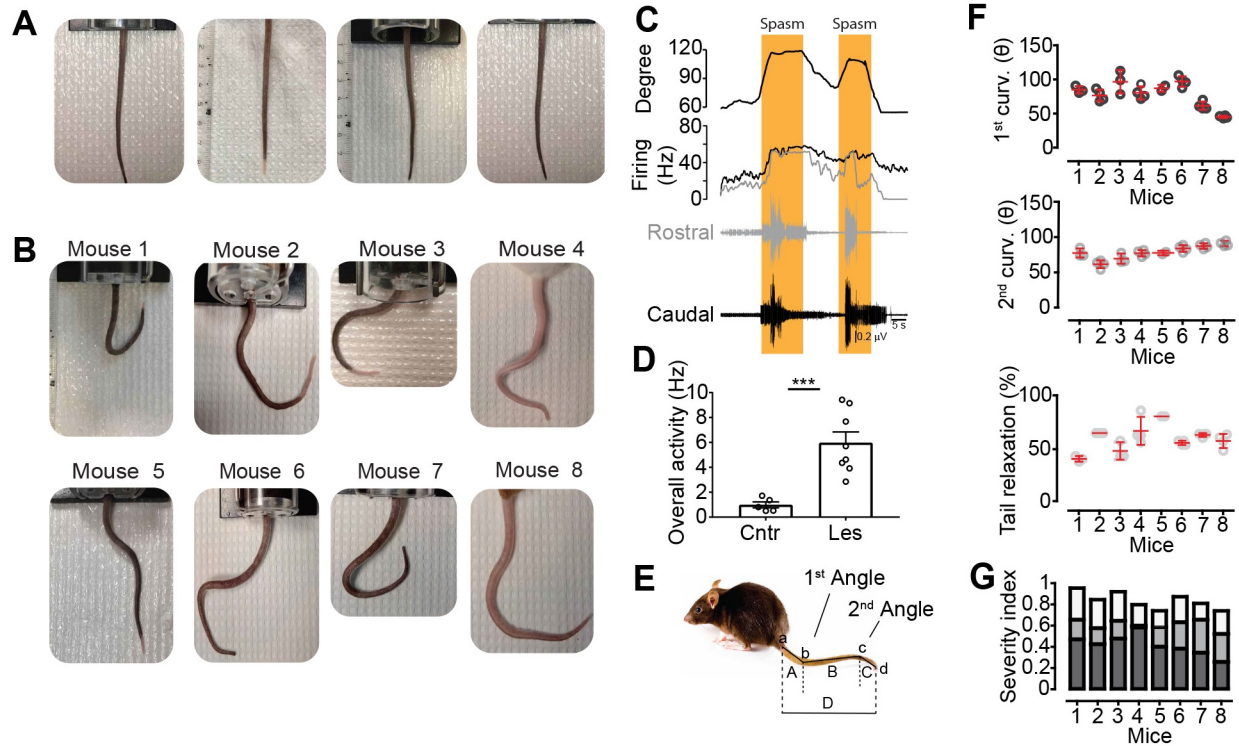 A
B
Mouse 1
Mouse 2
Mouse 3
Mouse 4
Mouse 5
Mouse 6
Mouse 7
Mouse 8
C
Spasm
Spasm
Degree
120
90
60
Firing
(Hz)
80
40
0
Rostral
Caudal
5 s
0.2 µV
D
Overall activity (Hz)
10
8
6
4
2
0
***
Cntr
Les
E
1st Angle
2nd Angle
a
b
c
d
A
B
C
D
F
1st curv. (θ)
150
100
50
0
1 2 3 4 5 6 7 8
Mice
2nd curv. (θ)
150
100
50
0
1 2 3 4 5 6 7 8
Mice
Tail relaxation (%)
100
50
0
1 2 3 4 5 6 7 8
Mice
G
Severity index
1
0.8
0.6
0.4
0.2
0
1 2 3 4 5 6 7 8
Mice